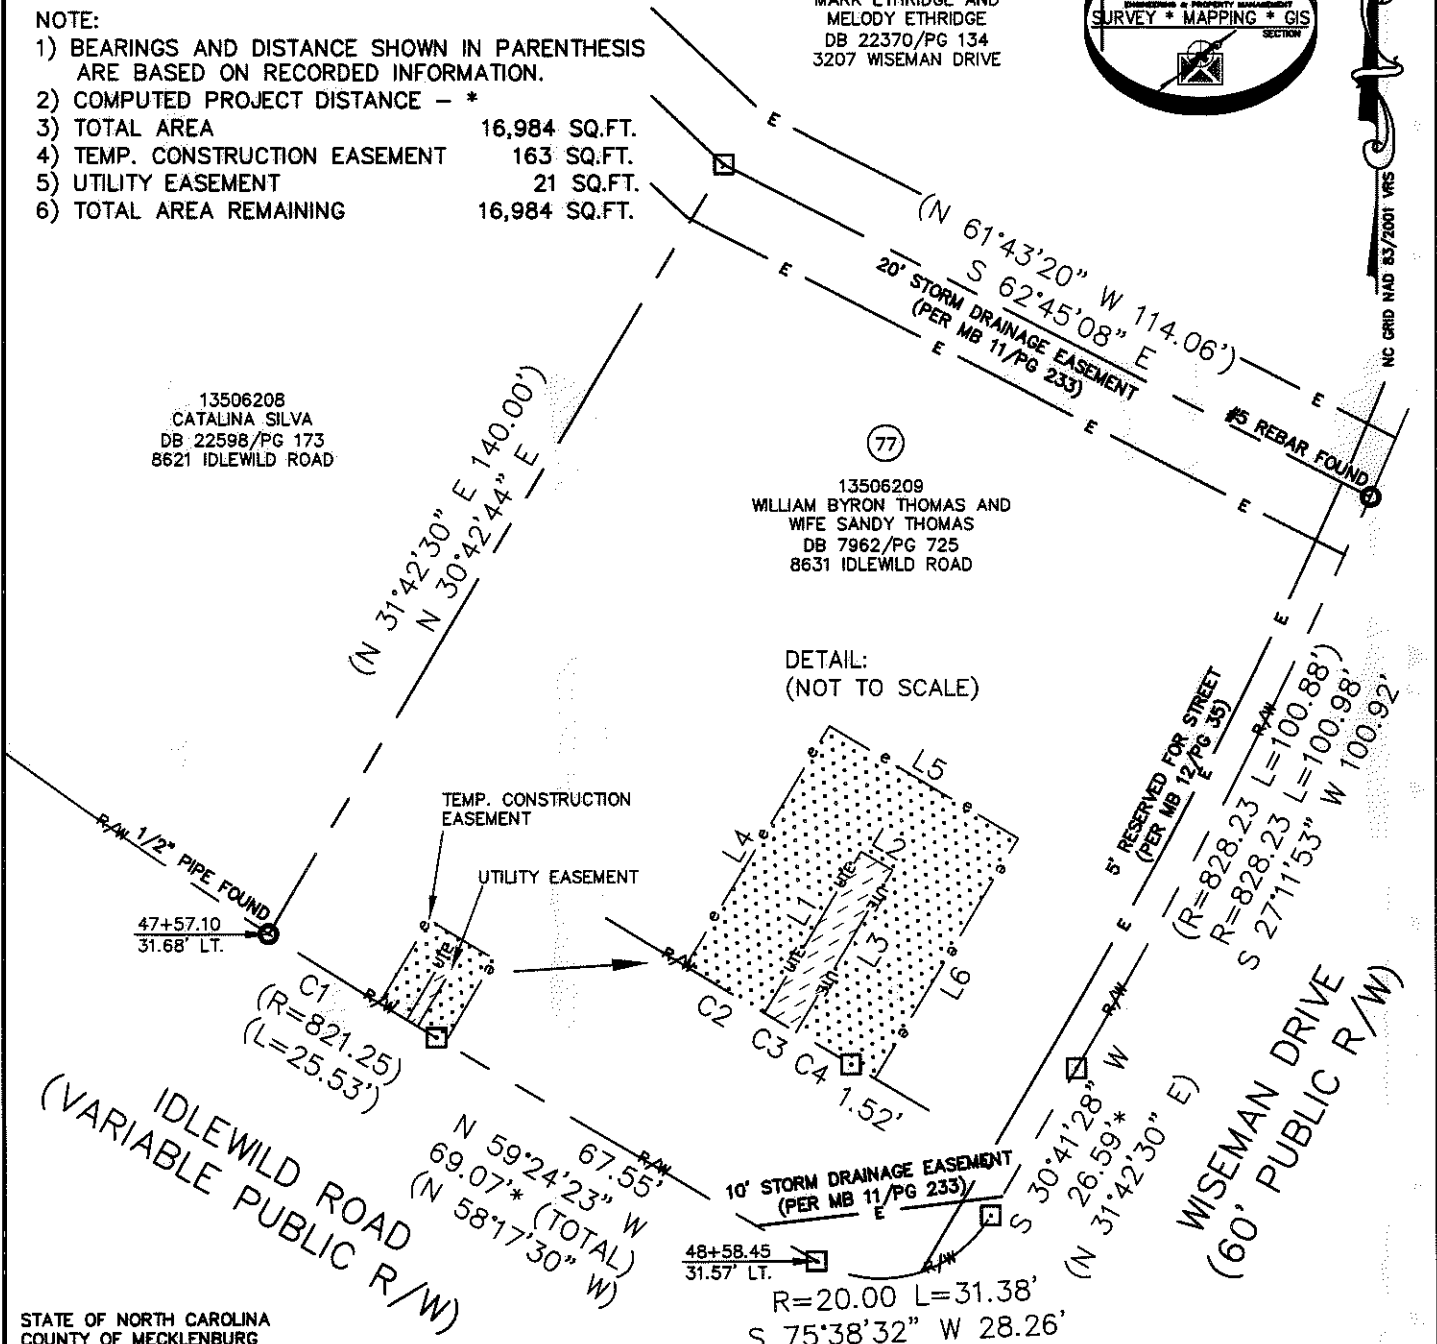 NOTE:
1) BEARINGS AND DISTANCE SHOWN IN PARENTHESIS
ARE BASED ON RECORDED INFORMATION.
2) COMPUTED PROJECT DISTANCE – *
3) TOTAL AREA 16,984 SQ.FT.
4) TEMP. CONSTRUCTION EASEMENT 163 SQ.FT.
5) UTILITY EASEMENT 21 SQ.FT.
6) TOTAL AREA REMAINING 16,984 SQ.FT.
MARK ETHRIDGE AND
MELODY ETHRIDGE
DB 22370/PG 134
3207 WISEMAN DRIVE
ENGINEERING & PROPERTY MANAGEMENT
SURVEY * MAPPING * GIS
SECTION
NC GRID NAD 83/2001 VRS
E
(N 61°43'20" W 114.06')
S 62°45'08" E
20' STORM DRAINAGE EASEMENT
(PER MB 11/PG 233)
E
E
E
E
E
#5 REBAR FOUND
13506208
CATALINA SILVA
DB 22598/PG 173
8621 IDLEWILD ROAD
(N 31°42'30" E 140.00')
N 30°42'44" E
77
13506209
WILLIAM BYRON THOMAS AND
WIFE SANDY THOMAS
DB 7962/PG 725
8631 IDLEWILD ROAD
DETAIL:
(NOT TO SCALE)
E
5' RESERVED FOR STREET
(PER MB 12/PG 35)
E
E
R/W
(R=828.23 L=100.88')
R=828.23 L=100.98'
S 27°11'53" W 100.92'
R/W
R/W 1/2" PIPE FOUND
47+57.10
31.68' LT.
TEMP. CONSTRUCTION
EASEMENT
UTILITY EASEMENT
e
UTE
e
R/W
C1
(R=821.25)
(L=25.53')
e
L5
e
L4
e
e
L2
UTE
UTE
L1
UTE
UTE
L3
e
e
L6
e
R/W
C2
C3
C4
1.52'
IDLEWILD ROAD
(VARIABLE PUBLIC R/W)
67.55'
R/W
N 59°24'23" W
69.07'* (TOTAL)
(N 58°17'30" W)
10' STORM DRAINAGE EASEMENT
(PER MB 11/PG 233)
E
48+58.45
31.57' LT.
R/W
S 30°41'28" W
26.59'*
(N 31°42'30" E)
WISEMAN DRIVE
(60' PUBLIC R/W)
R=20.00 L=31.38'
S 75°38'32" W 28.26'
STATE OF NORTH CAROLINA
COUNTY OF MECKLENBURG